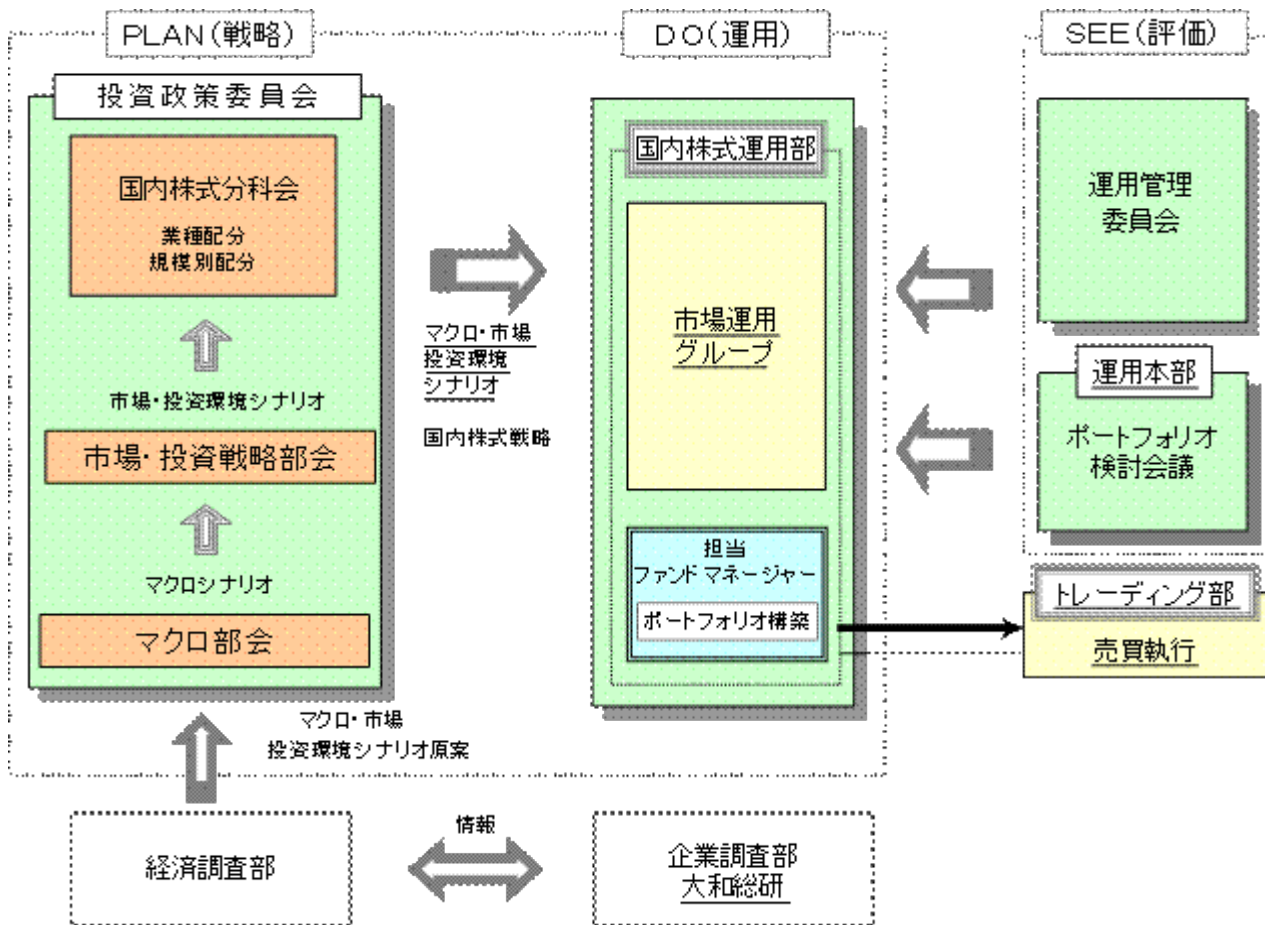 PLAN(戦略)
投資政策委員会
国内株式分科会
業種配分
規模別配分
市場・投資環境シナリオ
市場・投資戦略部会
マクロシナリオ
マクロ部会
マクロ・市場
投資環境シナリオ原案
経済調査部
マクロ・市場
投資環境
シナリオ
国内株式戦略
情報
DO(運用)
国内株式運用部
市場運用
グループ
担当
ファンドマネージャー
ポートフォリオ構築
企業調査部
大和総研
SEE(評価)
運用管理
委員会
運用本部
ポートフォリオ
検討会議
トレーディング部
売買執行